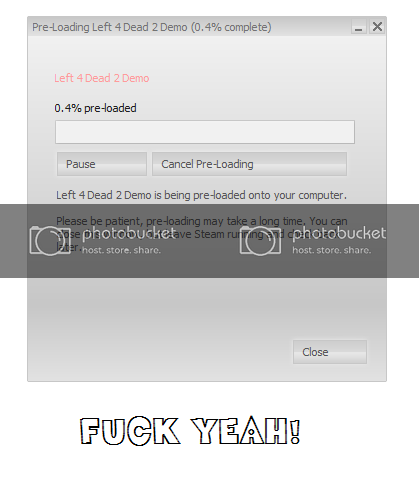 Pre-Loading Left 4 Dead 2 Demo (0.4% complete)
Left 4 Dead 2 Demo
0.4% pre-loaded
Pause
Cancel Pre-Loading
Left 4 Dead 2 Demo is being pre-loaded onto your computer.
Please be patient, pre-loading may take a long time. You can
leave Steam running and
later.
photobucket
host. store. share.
photobucket
host. store. share.
Close
FUCK YEAH!